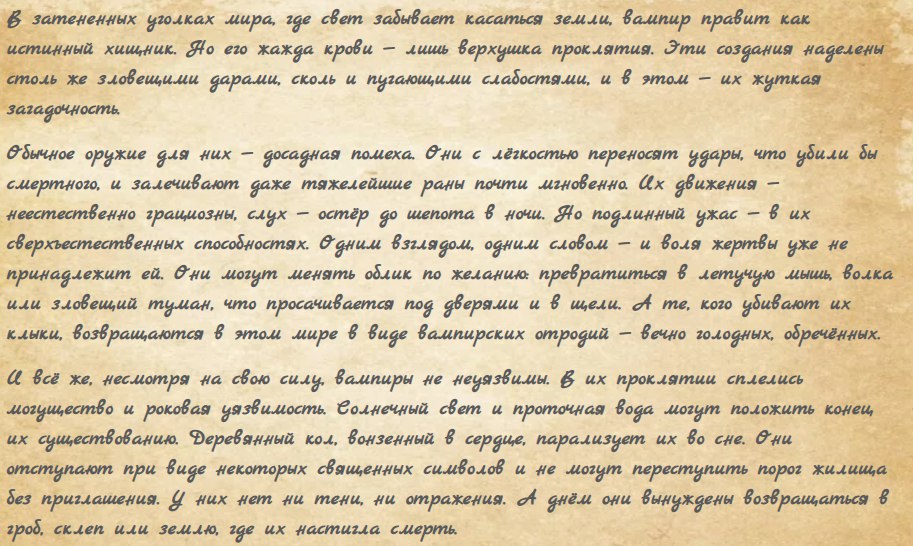 В затененных уголках мира, где свет забывает касаться земли, вампир правит как
истинный хищник. Но его жажда крови — лишь верхушка проклятия. Эти создания наделены
столь же зловещими дарами, сколь и пугающими слабостями, и в этом — их жуткая
загадочность.
Обычное оружие для них — досадная помеха. Они с лёгкостью переносят удары, что убили бы
смертного, и залечивают даже тяжелейшие раны почти мгновенно. Их движения —
неестественно грациозны, слух — остёр до шепота в ночи. Но подлинный ужас — в их
сверхъестественных способностях. Одним взглядом, одним словом — и воля жертвы уже не
принадлежит ей. Они могут менять облик по желанию: превратиться в летучую мышь, волка
или зловещий туман, что просачивается под дверями и в щели. А те, кого убивают их
клыки, возвращаются в этом мире в виде вампирских отродий — вечно голодных, обречённых.
И всё же, несмотря на свою силу, вампиры не неуязвимы. В их проклятии сплелись
могущество и роковая уязвимость. Солнечный свет и проточная вода могут положить конец
их существованию. Деревянный кол, вонзенный в сердце, парализует их во сне. Они
отступают при виде некоторых священных символов и не могут переступить порог жилища
без приглашения. У них нет ни тени, ни отражения. А днём они вынуждены возвращаться в
гроб, склеп или землю, где их настигла смерть.